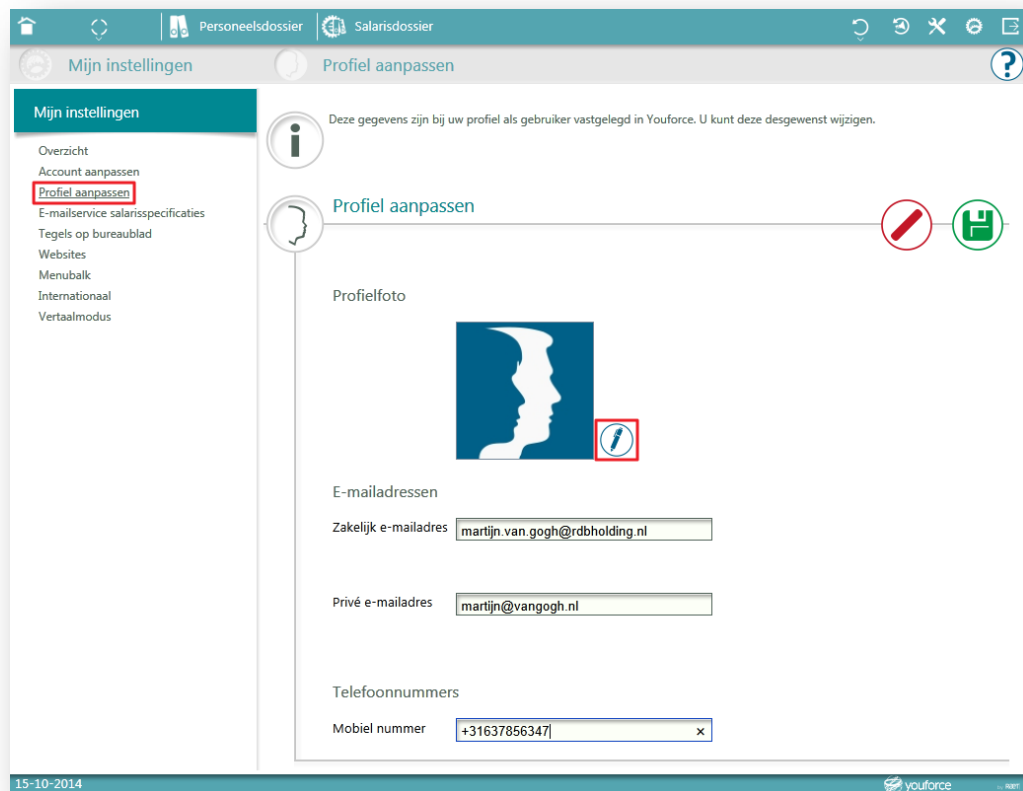 Personeelsdossier
Salarisdossier
Mijn instellingen
Profiel aanpassen
?
Mijn instellingen
Overzicht
Account aanpassen
Profiel aanpassen
E-mailservice salarisspecificaties
Tegels op bureaublad
Websites
Menubalk
Internationaal
Vertaalmodus
i
Deze gegevens zijn bij uw profiel als gebruiker vastgelegd in Youforce. U kunt deze desgewenst wijzigen.
Profiel aanpassen
Profielfoto
E-mailadressen
Zakelijk e-mailadres martijn.van.gogh@rdbholding.nl
Privé e-mailadres martijn@vangogh.nl
Telefoonnummers
Mobiel nummer +31637856347 ×
15-10-2014
youforce